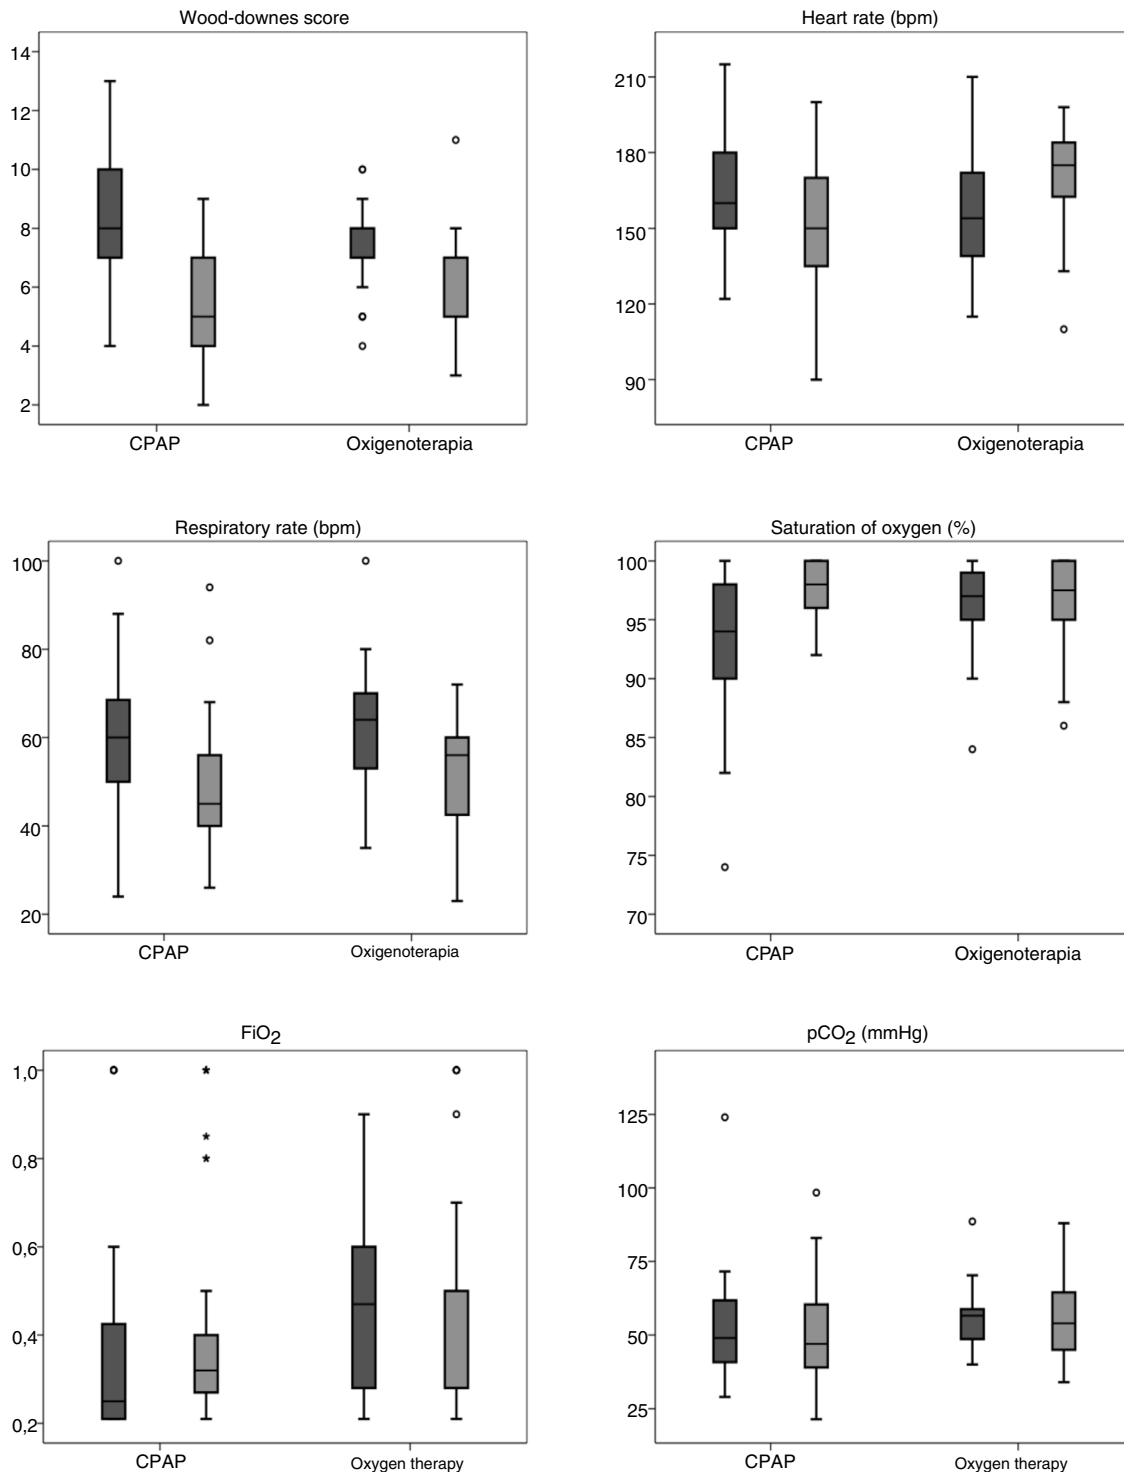 Wood-downes score
14
12
10
8
6
4
2
CPAP Oxigenoterapia
Heart rate (bpm)
210
180
150
120
90
CPAP Oxigenoterapia
Respiratory rate (bpm)
100
80
60
40
20
CPAP Oxigenoterapia
Saturation of oxygen (%)
100
95
90
85
80
75
70
CPAP Oxigenoterapia
FiO2
1,0
0,8
0,6
0,4
0,2
CPAP Oxygen therapy
pCO2 (mmHg)
125
100
75
50
25
CPAP Oxygen therapy